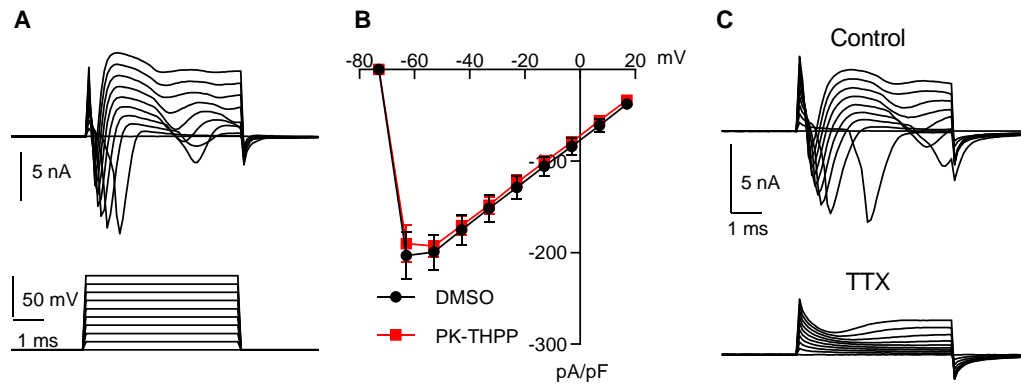 A
5 nA
50 mV
1 ms
B
-80 -60 -40 -20 0 20 mV
-100
-200
-300
DMSO
PK-THPP
pA/pF
C
Control
5 nA
1 ms
TTX